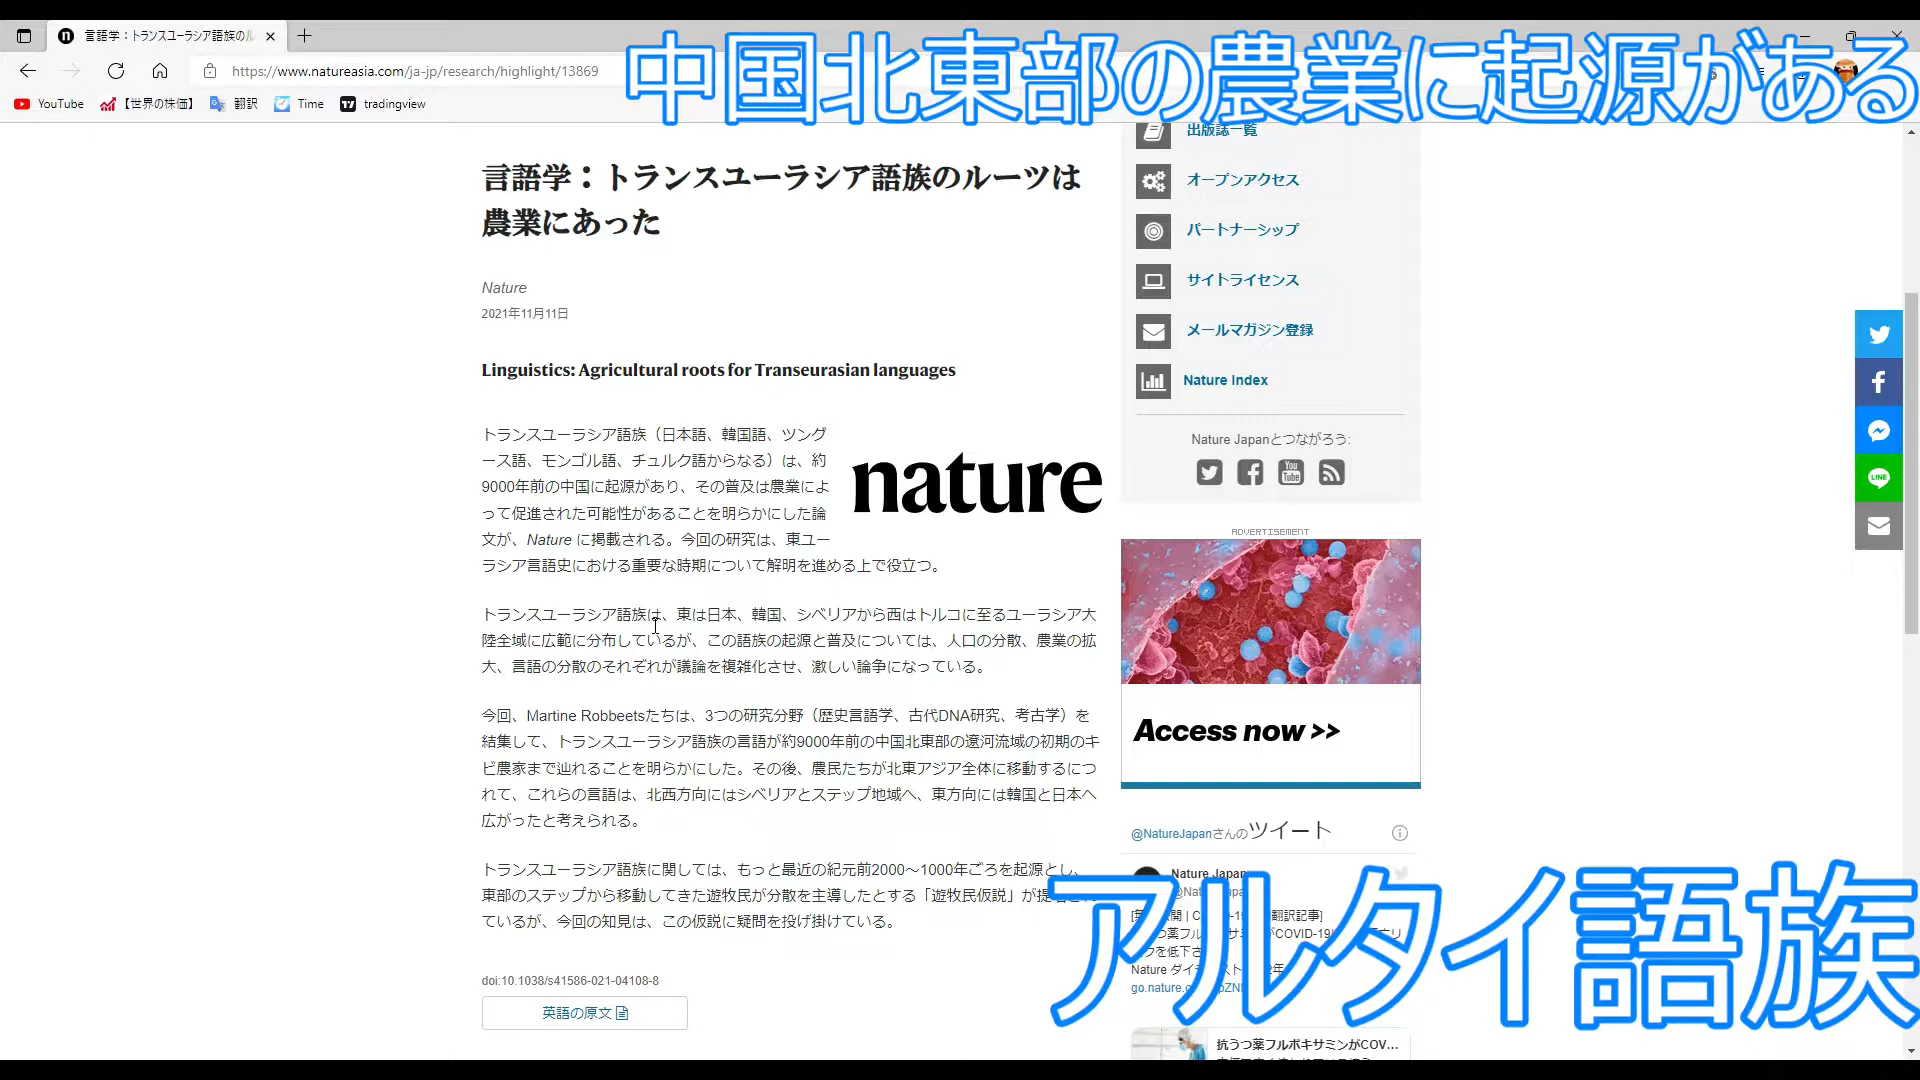 言語学：トランスユーラシア語族のル
中国北東部の農業に起源がある
https://www.natureasia.com/ja-jp/research/highlight/13869
YouTube
【世界の株価】
翻訳
Time
tradingview
言語学：トランスユーラシア語族のルーツは
農業にあった
Nature
2021年11月11日
Linguistics: Agricultural roots for Transeurasian languages
トランスユーラシア語族（日本語、韓国語、ツング
ース語、モンゴル語、チュルク語からなる）は、約
9000年前の中国に起源があり、その普及は農業によ
って促進された可能性があることを明らかにした論
文が、Nature に掲載される。今回の研究は、東ユー
ラシア言語史における重要な時期について解明を進める上で役立つ。
nature
トランスユーラシア語族は、東は日本、韓国、シベリアから西はトルコに至るユーラシア大
陸全域に広範に分布しているが、この語族の起源と普及については、人口の分散、農業の拡
大、言語の分散のそれぞれが議論を複雑化させ、激しい論争になっている。
今回、Martine Robbeetsたちは、3つの研究分野（歴史言語学、古代DNA研究、考古学）を
結集して、トランスユーラシア語族の言語が約9000年前の中国北東部の遼河流域の初期のキ
ビ農家まで辿れることを明らかにした。その後、農民たちが北東アジア全体に移動するにつ
れて、これらの言語は、北西方向にはシベリアとステップ地域へ、東方向には韓国と日本へ
広がったと考えられる。
トランスユーラシア語族に関しては、もっと最近の紀元前2000～1000年ごろを起源とし、
東部のステップから移動してきた遊牧民が分散を主導したとする「遊牧民仮説」が
ているが、今回の知見は、この仮説に疑問を投げ掛けている。
doi:10.1038/s41586-021-04108-8
英語の原文
出版誌一覧
オープンアクセス
パートナーシップ
サイトライセンス
メールマガジン登録
Nature Index
Nature Japanとつながろう:
You Tube
LINE
ADVERTISEMENT
Access now >>
@NatureJapanさんのツイート
Nature Japan
翻訳記事]
Nature ダイ
go.nature.c
アルタイ語族
抗うつ薬フルボキサミンがCOV...